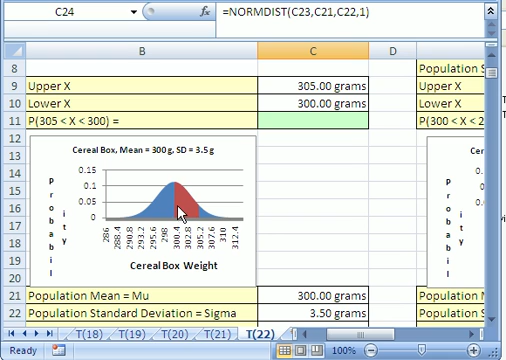 C24 fx =NORMDIST(C23,C21,C22,1)
B C D
8 Population S
9 Upper X 305.00 grams Upper X
10 Lower X 300.00 grams Lower X
11 P(305 < X < 300) = P(300 < X < 2
12
13 Cereal Box, Mean = 300 g, SD = 3.5 g Cer
14
15
16
17
18
19
20
Probability
0.15
0.1
0.05
0
286 288.4 290.8 293.2 295.6 298 300.4 302.8 305.2 307.6 310 312.4
Cereal Box Weight
Probability
21 Population Mean = Mu 300.00 grams Population M
22 Population Standard Deviation = Sigma 3.50 grams Population S
T(18) T(19) T(20) T(21) T(22)
Ready 100%